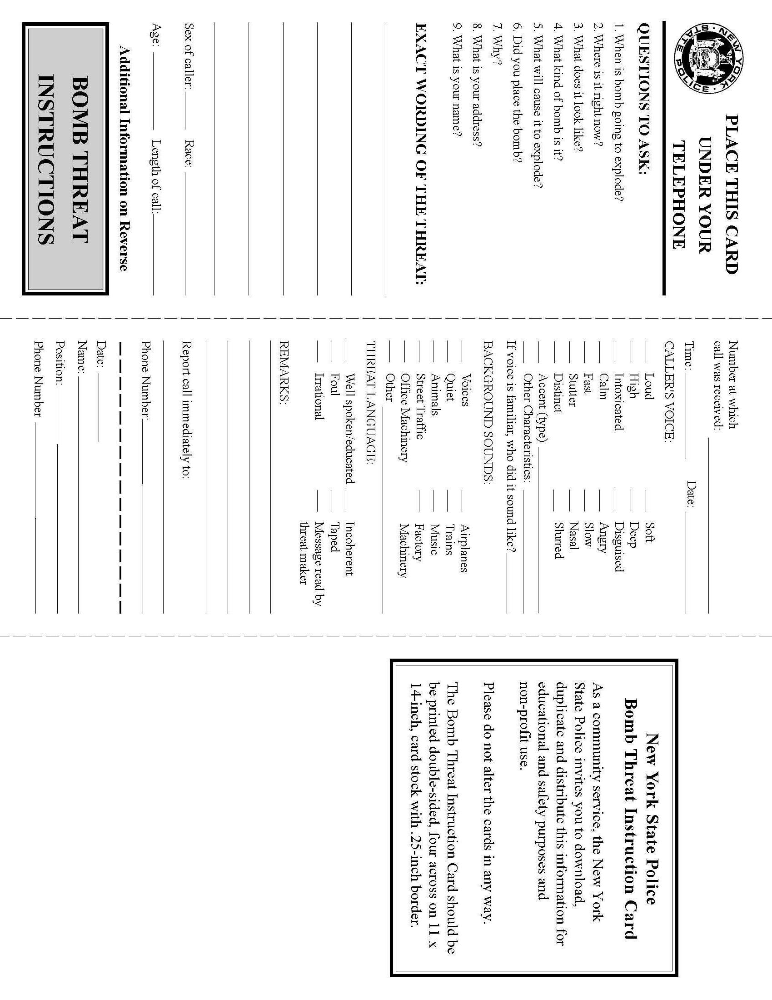 NEW YORK · STATE POLICE ·
PLACE THIS CARD
UNDER YOUR
TELEPHONE
QUESTIONS TO ASK:
1. When is bomb going to explode?
2. Where is it right now?
3. What does it look like?
4. What kind of bomb is it?
5. What will cause it to explode?
6. Did you place the bomb?
7. Why?
8. What is your address?
9. What is your name?
EXACT WORDING OF THE THREAT:
Sex of caller: Race:
Age: Length of call:
Additional Information on Reverse
BOMB THREAT
INSTRUCTIONS
Number at which
call was received:
Time: Date:
CALLER'S VOICE:
Loud Soft
High Deep
Intoxicated Disguised
Calm Angry
Fast Slow
Stutter Nasal
Distinct Slurred
Accent (type)
Other Characteristics:
If voice is familiar, who did it sound like?
BACKGROUND SOUNDS:
Voices Airplanes
Quiet Trains
Animals Music
Street Traffic Factory
Office Machinery Machinery
Other
THREAT LANGUAGE:
Well spoken/educated Incoherent
Foul Taped
Irrational Message read by
threat maker
REMARKS:
Report call immediately to:
Phone Number:
Date:
Name:
Position:
Phone Number
New York State Police
Bomb Threat Instruction Card
As a community service, the New York
State Police invites you to download,
duplicate and distribute this information for
educational and safety purposes and
non-profit use.
Please do not alter the cards in any way.
The Bomb Threat Instruction Card should be
be printed double-sided, four across on 11 x
14-inch, card stock with .25-inch border.